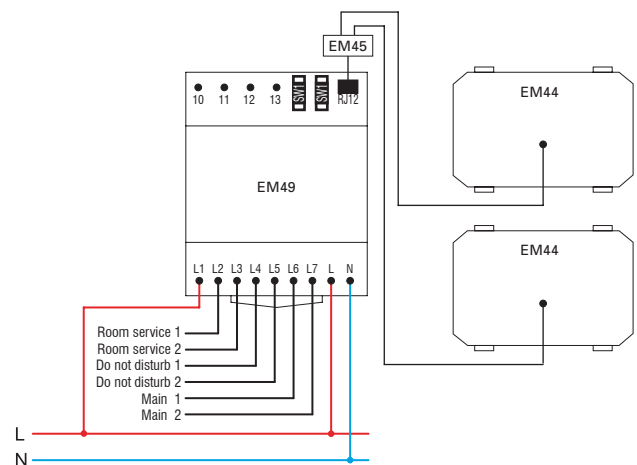 EM45
10 11 12 13 SW1 SW1 RJ12
EM44
EM49
EM44
L1 L2 L3 L4 L5 L6 L7 L N
Room service 1
Room service 2
Do not disturb 1
Do not disturb 2
Main 1
Main 2
L
N